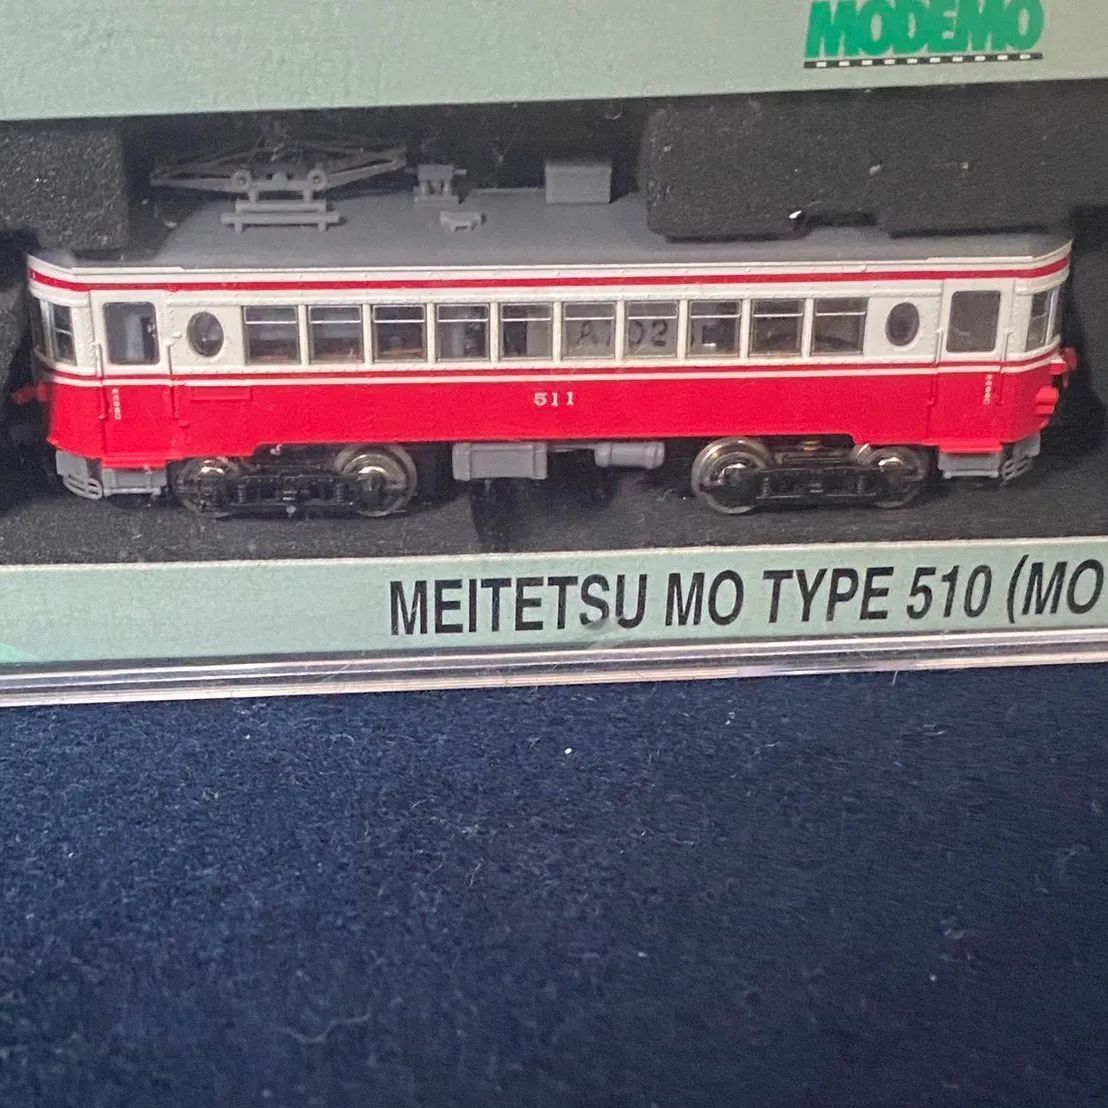 MODEMO
511
MEITETSU MO TYPE 510 (MO